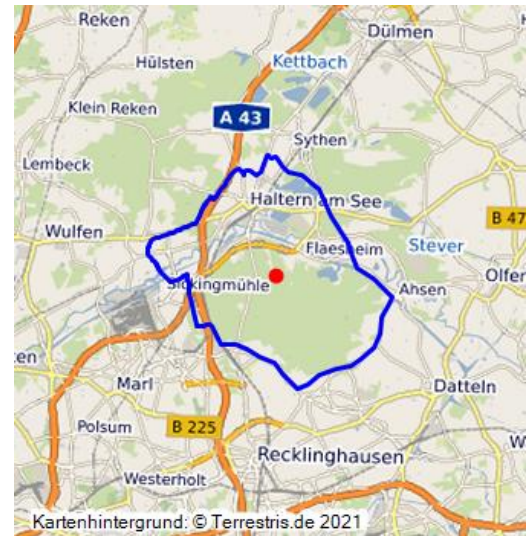 Reken
Dülmen
Hülsten
Kettbach
Klein Reken
A 43
Sythen
Lembeck
Haltern am See
B 47
Wulfen
Flaesheim
Stever
Sickingmühle
Ahsen
Olfen
en
Marl
Datteln
Polsum
B 225
W
Recklinghausen
Westerholt
Kartenhintergrund: © Terrestris.de 2021